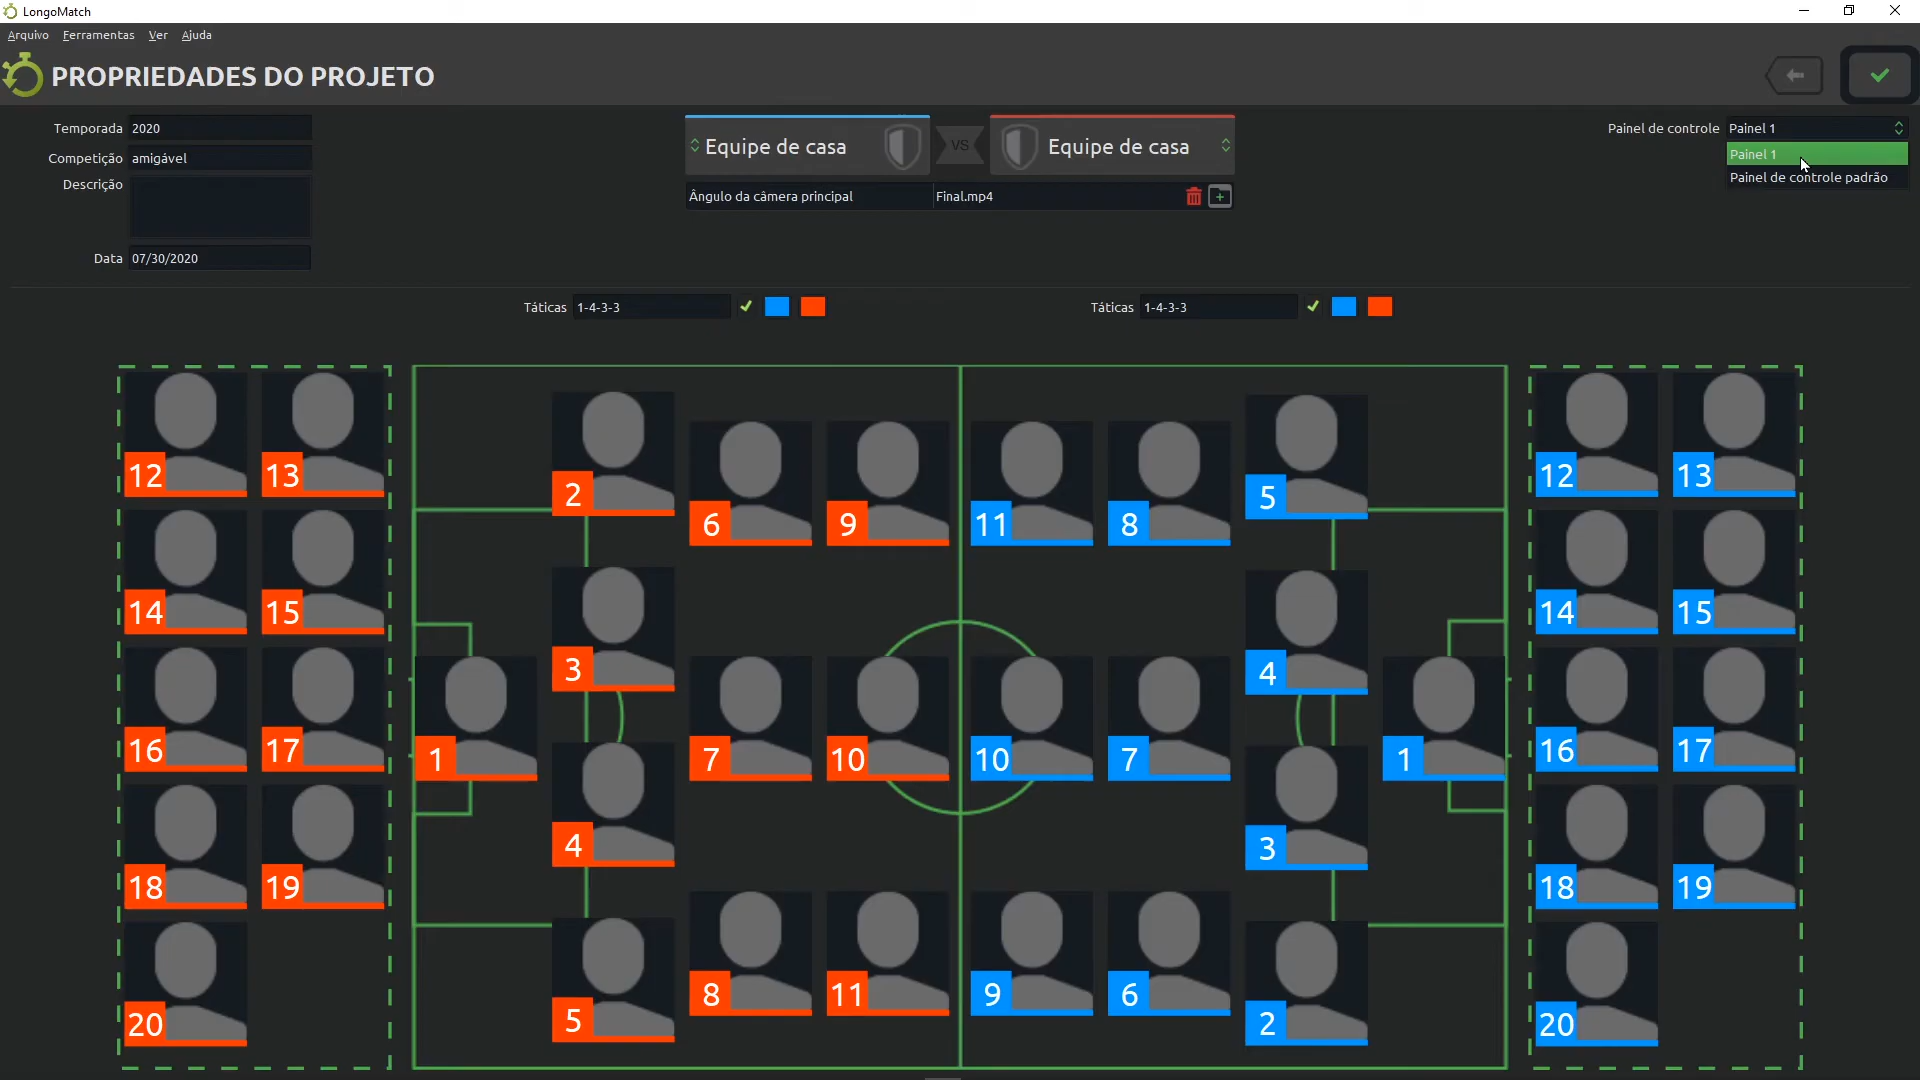 LongoMatch
Arquivo Ferramentas Ver Ajuda
PROPRIEDADES DO PROJETO
Temporada 2020
Competição amigável
Descrição
Data 07/30/2020
Equipe de casa VS Equipe de casa
Ângulo da câmera principal Final.mp4
Painel de controle Painel 1
Painel 1
Painel de controle padrão
Táticas 1-4-3-3
Táticas 1-4-3-3
12 13
14 15
16 17
18 19
20
1
2
3
4
5
6 9
7 10
8 11
11 8
10 7
9 6
5
4
3
2
1
12 13
14 15
16 17
18 19
20